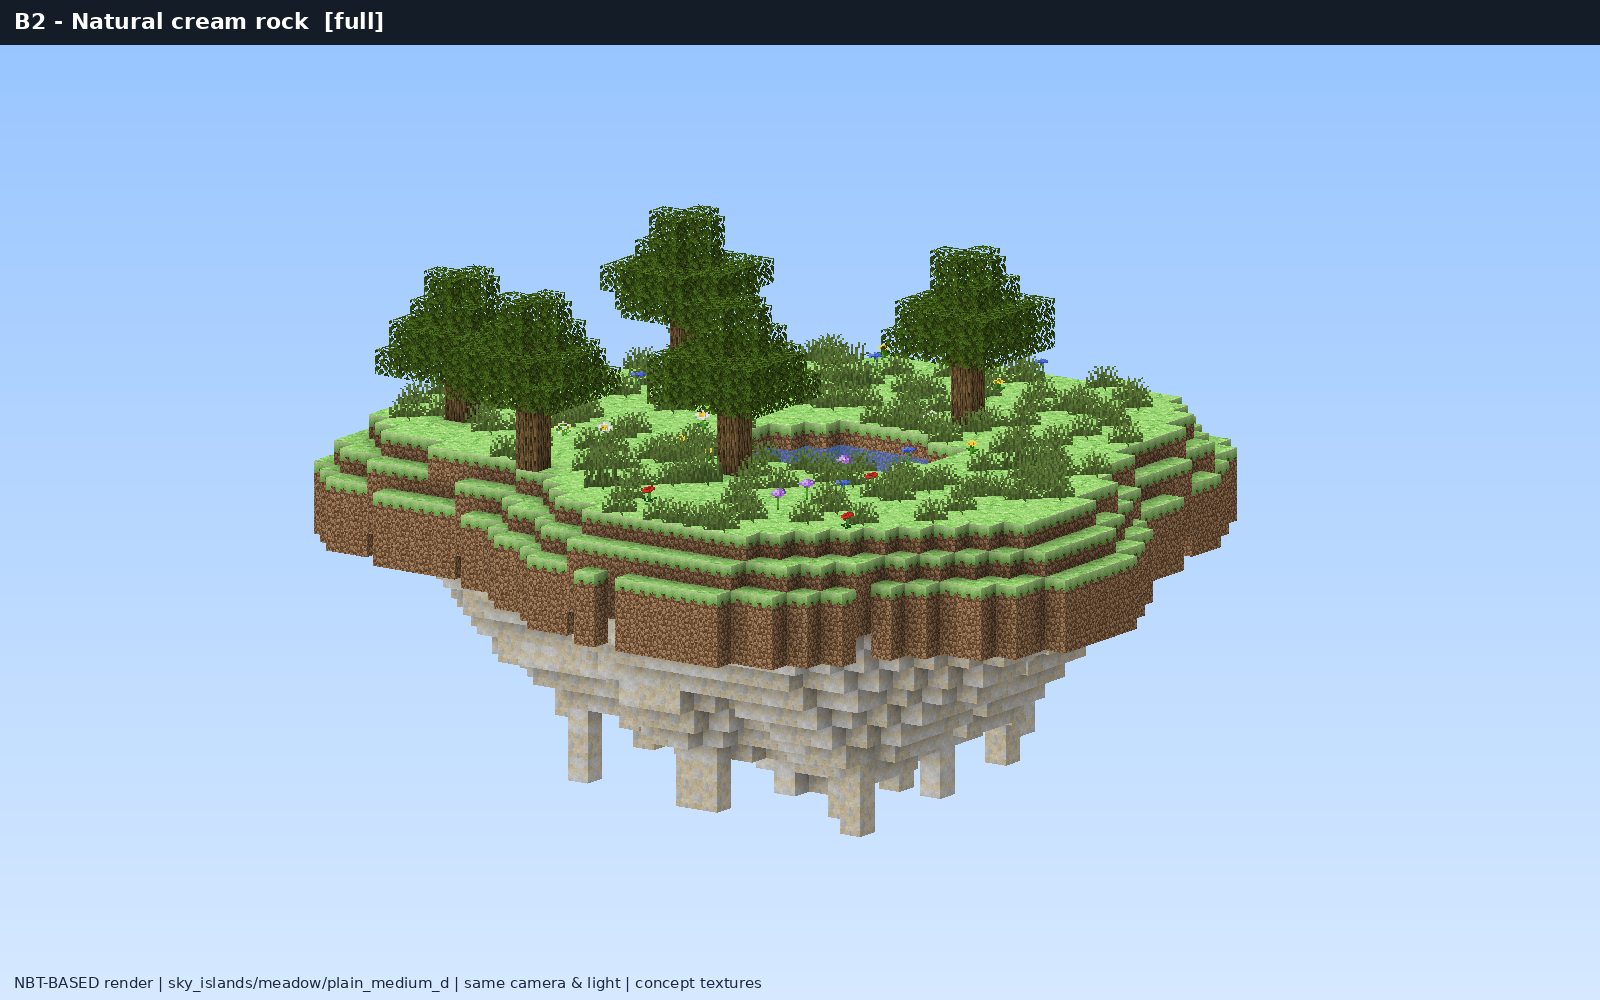 B2 - Natural cream rock [full]
NBT-BASED render | sky_islands/meadow/plain_medium_d | same camera & light | concept textures